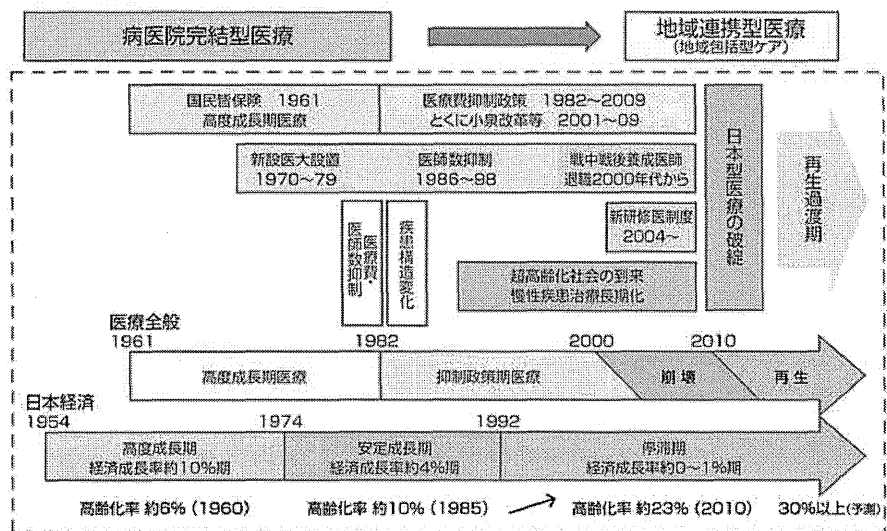 病医院完結型医療
地域連携型医療
(地域包括型ケア)
国民皆保険 1961
高度成長期医療
医療費抑制政策 1982～2009
とくに小泉改革等 2001～09
新設医大設置
1970～79
医師数抑制
1986～98
戦中戦後養成医師
退職2000年代から
新研修医制度
2004～
医療費・
医師数抑制
疾患構造変化
超高齢化社会の到来
慢性疾患治療長期化
日本型医療の破綻
再生過渡期
医療全般
1961
1982
2000
2010
高度成長期医療
抑制政策期医療
崩壊
再生
日本経済
1954
1974
1992
高度成長期
経済成長率約10%期
安定成長期
経済成長率約4%期
停滞期
経済成長率約0～1%期
高齢化率 約6% (1960)
高齢化率 約10% (1985)
高齢化率 約23% (2010)
30%以上(予測)